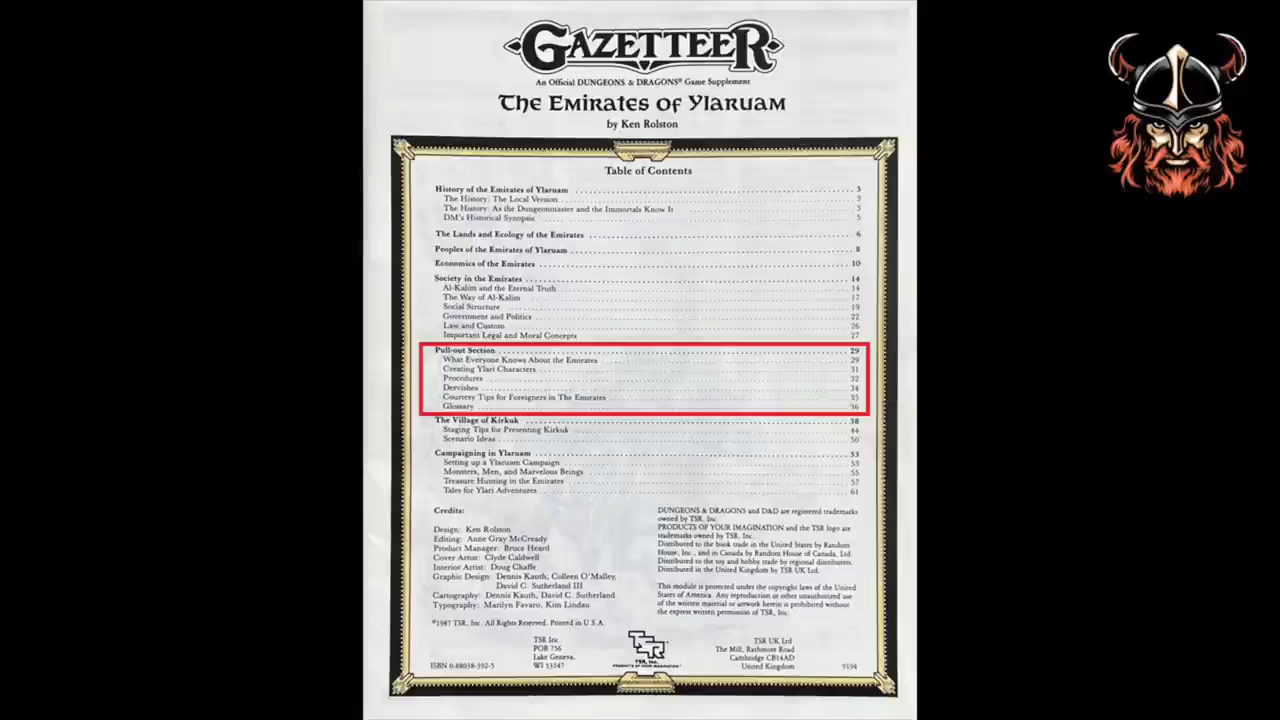 GAZETTEER
An Official DUNGEONS & DRAGONS® Game Supplement
The Emirates of Ylaruam
by Ken Rolston
Table of Contents
History of the Emirates of Ylaruam 3
The History: The Local Version 3
The History: As the Dungeonmaster and the Immortals Know It 3
DM's Historical Synopsis 5
The Lands and Ecology of the Emirates 6
Peoples of the Emirates of Ylaruam 8
Economics of the Emirates 10
Society in the Emirates 14
Al-Kalim and the Eternal Truth 14
The Way of Al-Kalim 17
Social Structure 19
Government and Politics 22
Law and Custom 26
Important Legal and Moral Concepts 27
Pull-out Section 29
What Everyone Knows About the Emirates 29
Creating Ylari Characters 31
Procedures 32
Dervishes 34
Courtesy Tips for Foreigners in The Emirates 35
Glossary 36
The Village of Kirkuk 38
Staging Tips for Presenting Kirkuk 44
Scenario Ideas 50
Campaigning in Ylaruam 53
Setting up a Ylaruam Campaign 53
Monsters, Men, and Marvelous Beings 55
Treasure Hunting in the Emirates 57
Tales for Ylari Adventures 61
Credits:
Design: Ken Rolston
Editing: Anne Gray McCready
Product Manager: Bruce Heard
Cover Artist: Clyde Caldwell
Interior Artist: Doug Chaffe
Graphic Design: Dennis Kauth, Colleen O'Malley,
David C. Sutherland III
Cartography: Dennis Kauth, David C. Sutherland
Typography: Marilyn Favaro, Kim Lindau
©1987 TSR, Inc. All Rights Reserved. Printed in U.S.A.
DUNGEONS & DRAGONS and D&D are registered trademarks
owned by TSR, Inc.
PRODUCTS OF YOUR IMAGINATION and the TSR logo are
trademarks owned by TSR, Inc.
Distributed to the book trade in the United States by Random
House, Inc., and in Canada by Random House of Canada, Ltd.
Distributed to the toy and hobby trade by regional distributors.
Distributed in the United Kingdom by TSR UK Ltd.
This module is protected under the copyright laws of the United
States of America. Any reproduction or other unauthorized use
of the written material or artwork herein is prohibited without
the express written permission of TSR, Inc.
TSR Inc.
POB 756
Lake Geneva,
WI 53147
TSR
TSR, Inc.
PRODUCTS OF YOUR IMAGINATION™
TSR UK Ltd
The Mill, Rathmore Road
Cambridge CB14AD
United Kingdom
ISBN 0-88038-392-5
9194